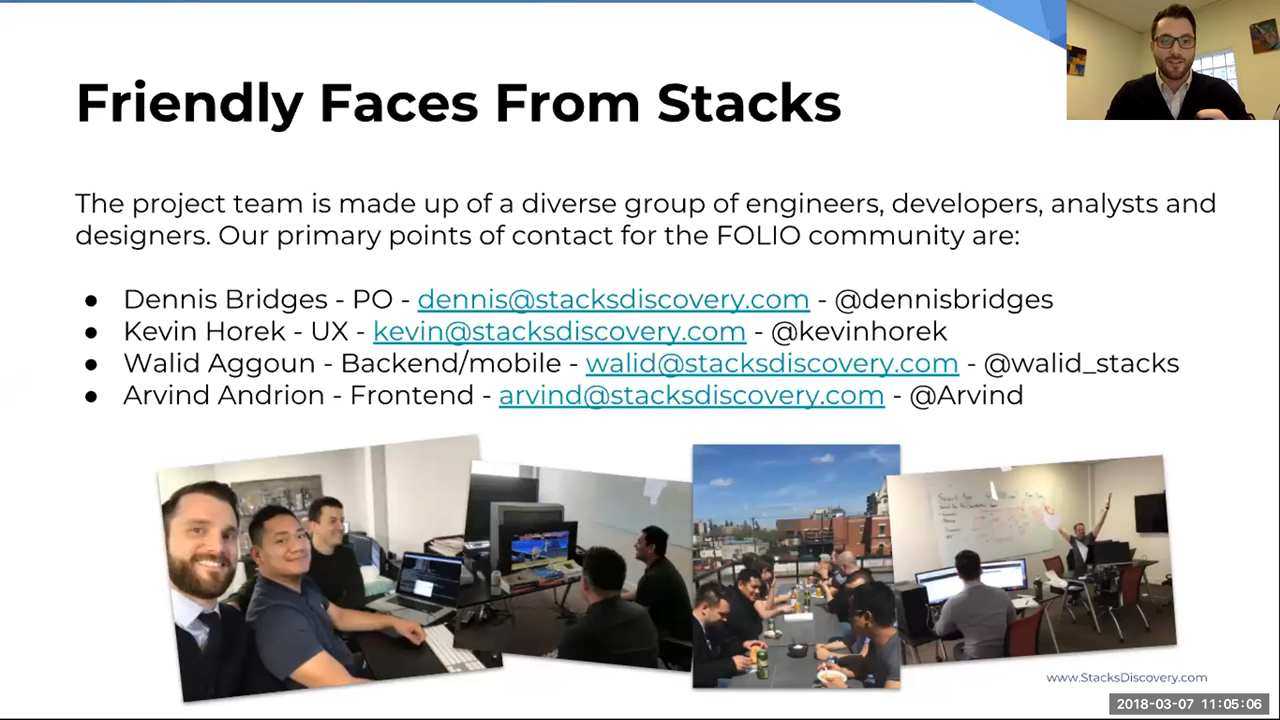 Friendly Faces From Stacks
The project team is made up of a diverse group of engineers, developers, analysts and
designers. Our primary points of contact for the FOLIO community are:
● Dennis Bridges - PO - dennis@stacksdiscovery.com - @dennisbridges
● Kevin Horek - UX - kevin@stacksdiscovery.com - @kevinhorek
● Walid Aggoun - Backend/mobile - walid@stacksdiscovery.com - @walid_stacks
● Arvind Andrion - Frontend - arvind@stacksdiscovery.com - @Arvind
www.StacksDiscovery.com
2018-03-07 11:05:06